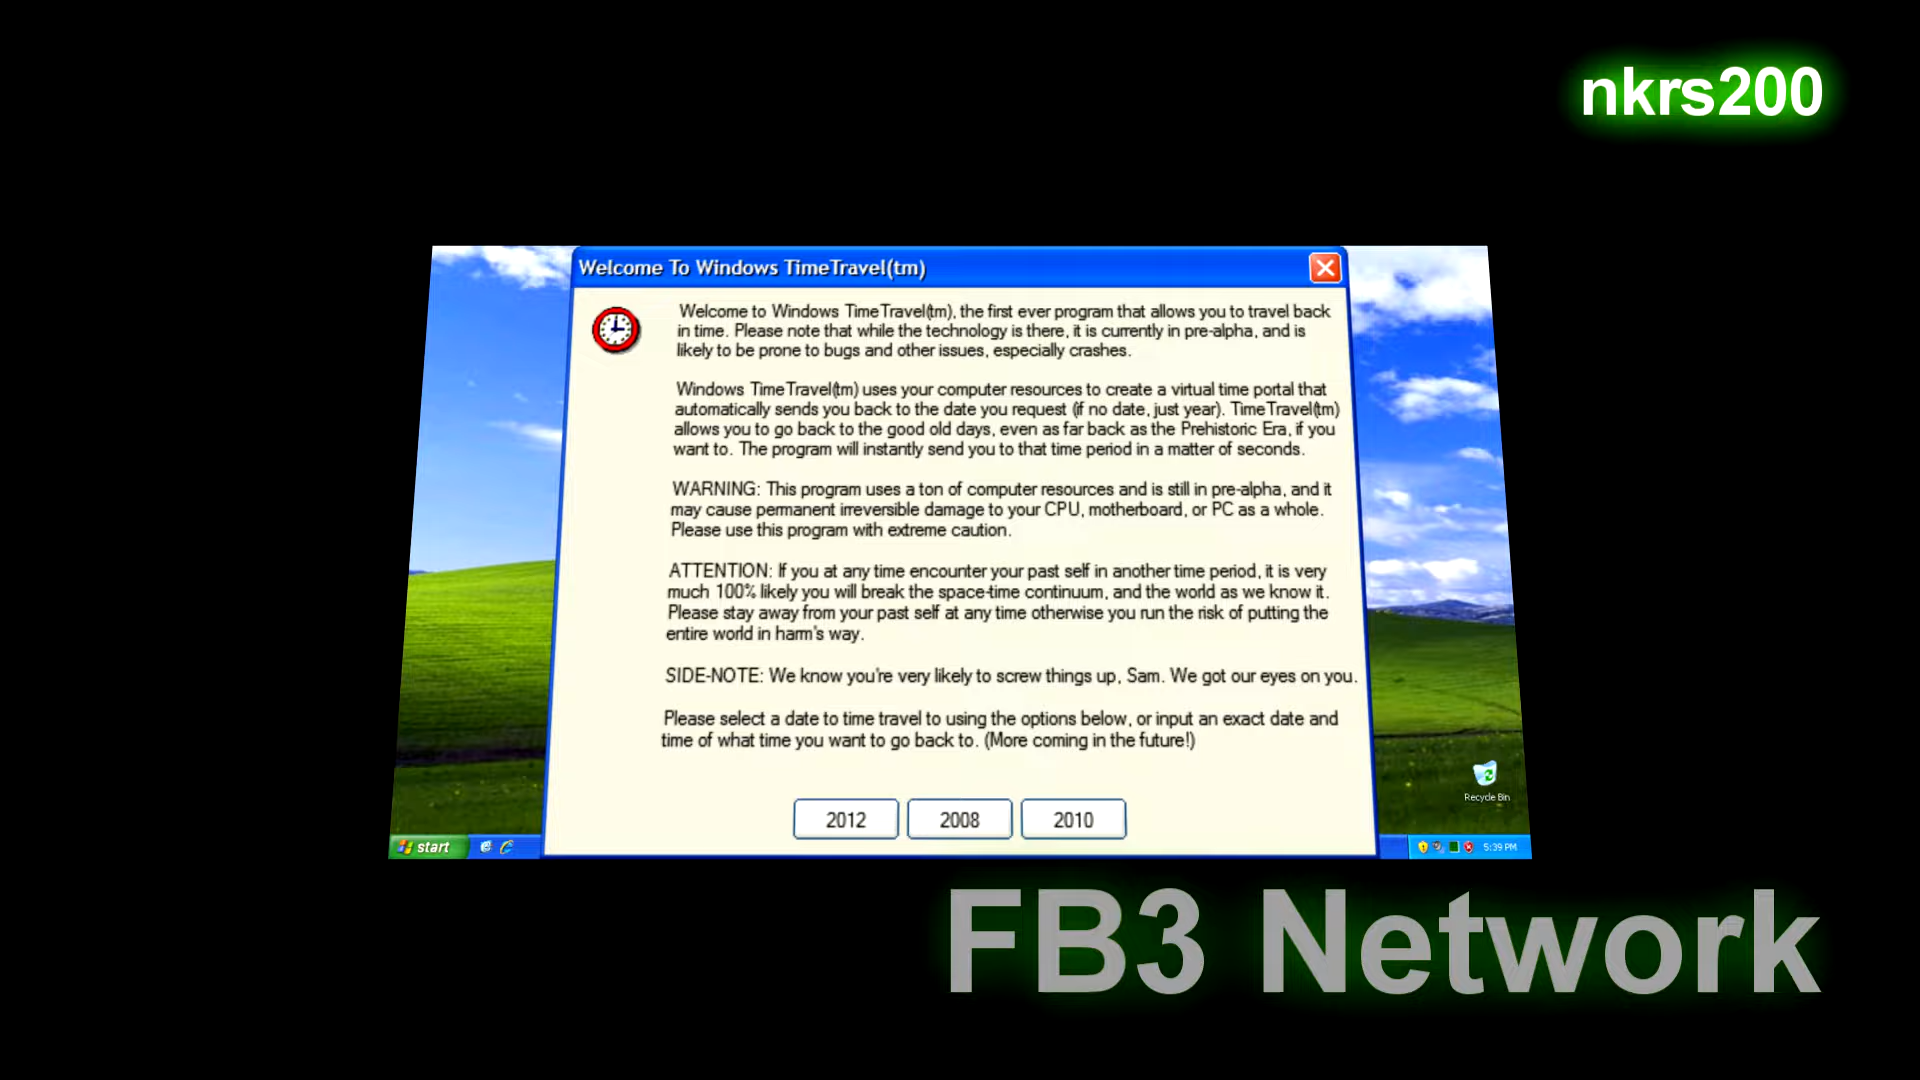 nkrs200
Welcome To Windows TimeTravel(tm)
Welcome to Windows TimeTravel(tm), the first ever program that allows you to travel back
in time. Please note that while the technology is there, it is currently in pre-alpha, and is
likely to be prone to bugs and other issues, especially crashes.
Windows TimeTravel(tm) uses your computer resources to create a virtual time portal that
automatically sends you back to the date you request (if no date, just year). TimeTravel(tm)
allows you to go back to the good old days, even as far back as the Prehistoric Era, if you
want to. The program will instantly send you to that time period in a matter of seconds.
WARNING: This program uses a ton of computer resources and is still in pre-alpha, and it
may cause permanent irreversible damage to your CPU, motherboard, or PC as a whole.
Please use this program with extreme caution.
ATTENTION: If you at any time encounter your past self in another time period, it is very
much 100% likely you will break the space-time continuum, and the world as we know it.
Please stay away from your past self at any time otherwise you run the risk of putting the
entire world in harm's way.
SIDE-NOTE: We know you're very likely to screw things up, Sam. We got our eyes on you.
Please select a date to time travel to using the options below, or input an exact date and
time of what time you want to go back to. (More coming in the future!)
2012 2008 2010
Recycle Bin
start
5:39 PM
FB3 Network